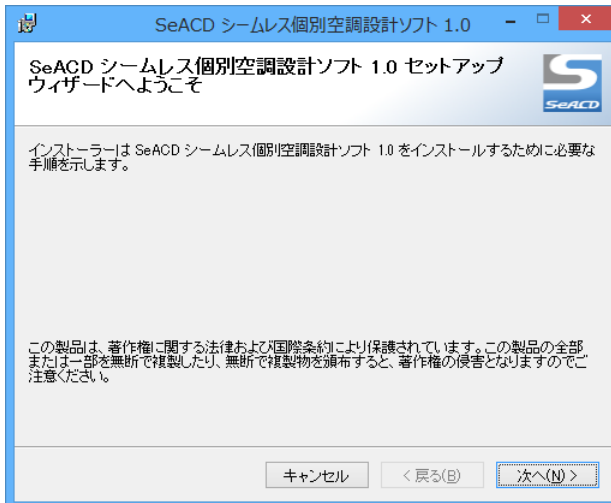 SeACD シームレス個別空調設計ソフト 1.0
SeACD シームレス個別空調設計ソフト 1.0 セットアップ
ウィザードへようこそ
SeACD
インストーラーは SeACD シームレス個別空調設計ソフト 1.0 をインストールするために必要な
手順を示します。
この製品は、著作権に関する法律および国際条約により保護されています。この製品の全部
または一部を無断で複製したり、無断で複製物を頒布すると、著作権の侵害となりますのでご
注意ください。
キャンセル
< 戻る(B)
次へ(N) >